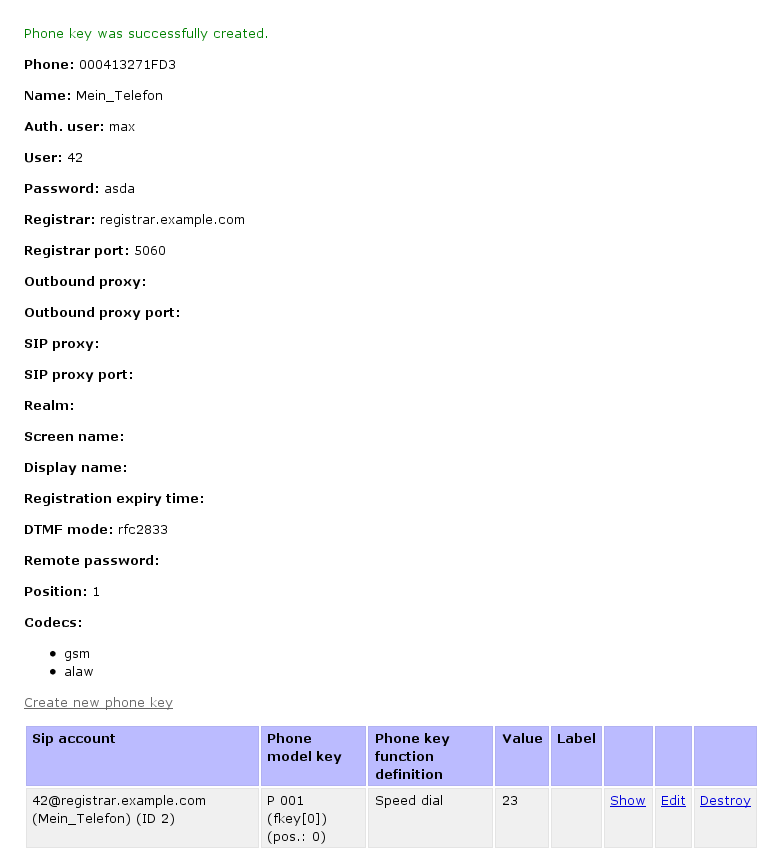 Phone key was successfully created.
Phone: 000413271FD3
Name: Mein_Telefon
Auth. user: max
User: 42
Password: asda
Registrar: registrar.example.com
Registrar port: 5060
Outbound proxy:
Outbound proxy port:
SIP proxy:
SIP proxy port:
Realm:
Screen name:
Display name:
Registration expiry time:
DTMF mode: rfc2833
Remote password:
Position: 1
Codecs:
• gsm
• alaw
Create new phone key
Sip account
Phone
model key
Phone key
function
definition
Value
Label
42@registrar.example.com
(Mein_Telefon) (ID 2)
P 001
(fkey[0])
(pos.: 0)
Speed dial
23
Show
Edit
Destroy